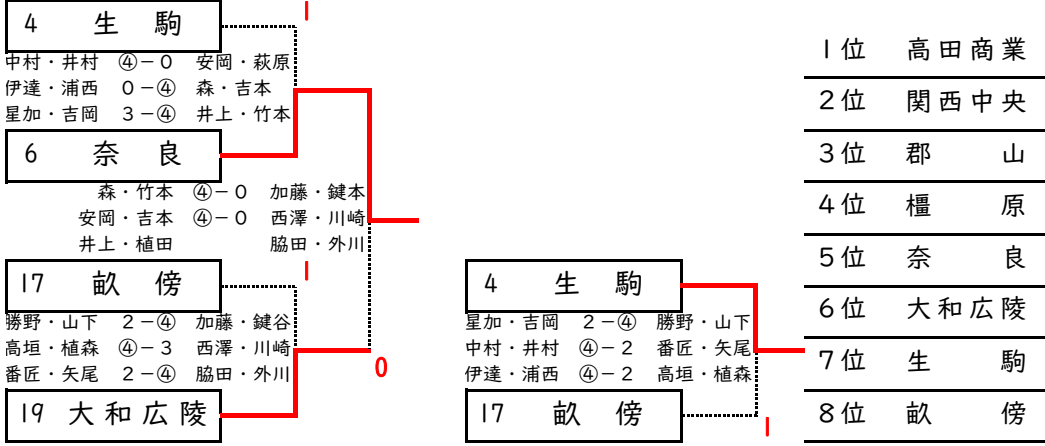 1
4 生駒
中村・井村 ④－0 安岡・萩原
伊達・浦西 0－④ 森・吉本
星加・吉岡 3－④ 井上・竹本
6 奈良
森・竹本 ④－0 加藤・鍵本
安岡・吉本 ④－0 西澤・川崎
井上・植田 脇田・外川
1
17 畝傍
勝野・山下 2－④ 加藤・鍵谷
高垣・植森 ④－3 西澤・川崎
番匠・矢尾 2－④ 脇田・外川
0
19 大和広陵
4 生駒
星加・吉岡 2－④ 勝野・山下
中村・井村 ④－2 番匠・矢尾
伊達・浦西 ④－2 高垣・植森
17 畝傍
1
1位 高田商業
2位 関西中央
3位 郡山
4位 橿原
5位 奈良
6位 大和広陵
7位 生駒
8位 畝傍